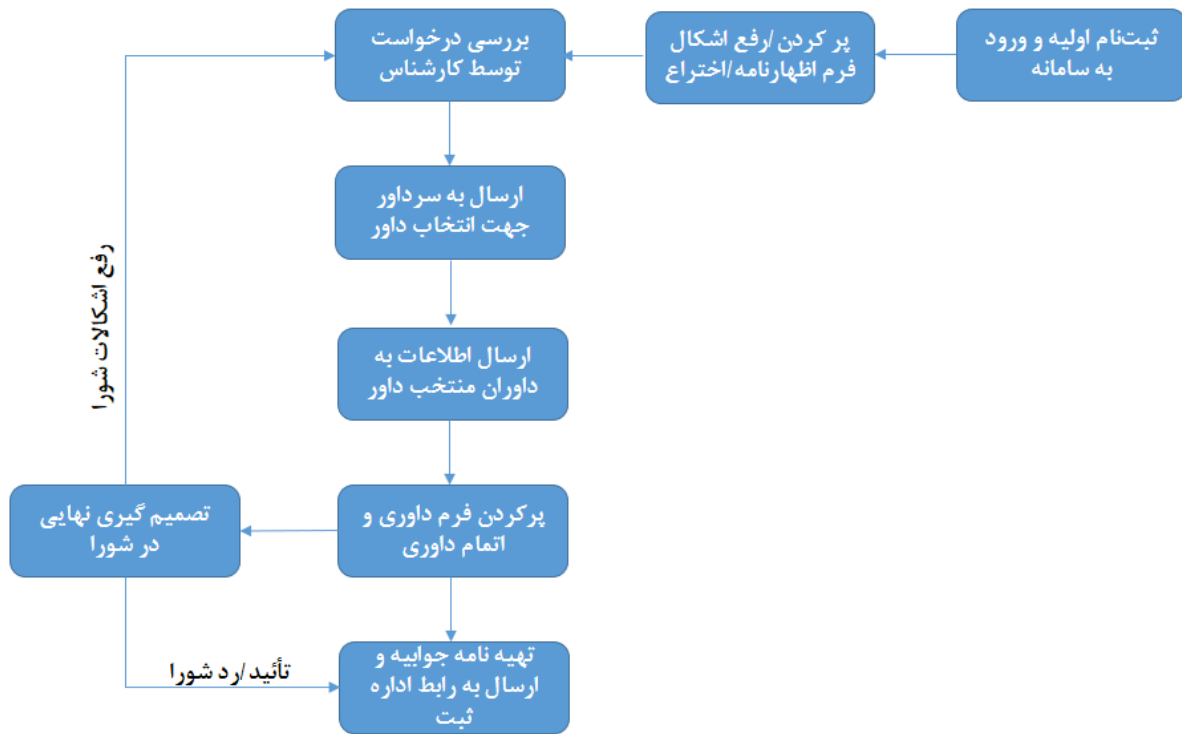 ثبت‌نام اولیه و ورود
به سامانه
پر کردن /رفع اشکال
فرم اظهارنامه/اختراع
بررسی درخواست
توسط کارشناس
ارسال به سرداور
جهت انتخاب داور
ارسال اطلاعات به
داوران منتخب داور
پرکردن فرم داوری و
اتمام داوری
تصمیم گیری نهایی
در شورا
رفع اشکالات شورا
تأئید /رد شورا
تهیه نامه جوابیه و
ارسال به رابط اداره
ثبت